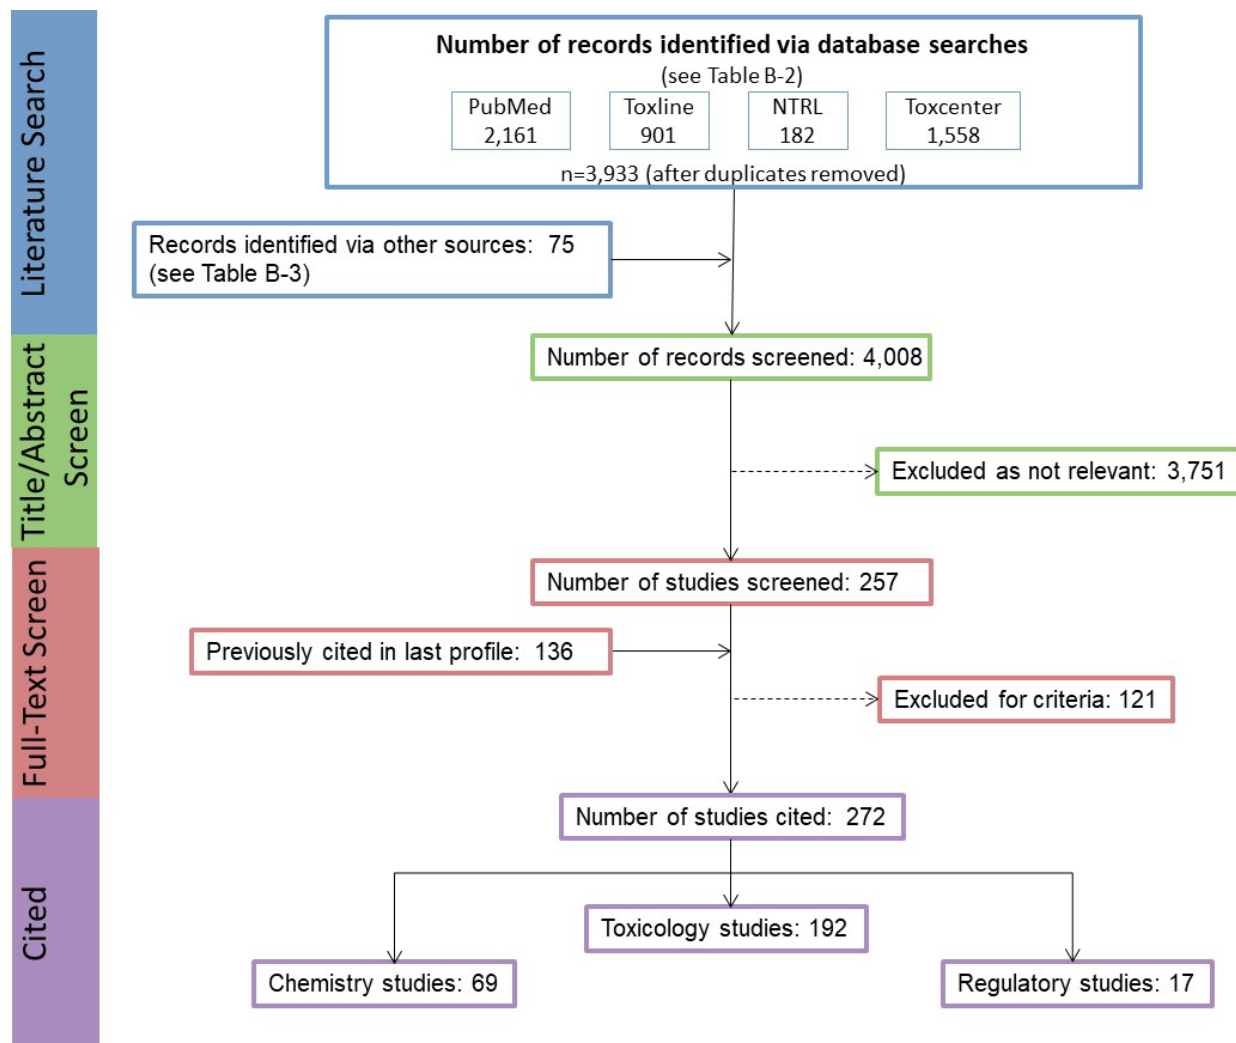 Literature Search
Number of records identified via database searches
(see Table B-2)
PubMed
2,161
Toxline
901
NTRL
182
Toxcenter
1,558
n=3,933 (after duplicates removed)
Records identified via other sources: 75
(see Table B-3)
Title/Abstract
Screen
Number of records screened: 4,008
Excluded as not relevant: 3,751
Full-Text Screen
Number of studies screened: 257
Previously cited in last profile: 136
Excluded for criteria: 121
Cited
Number of studies cited: 272
Toxicology studies: 192
Chemistry studies: 69
Regulatory studies: 17